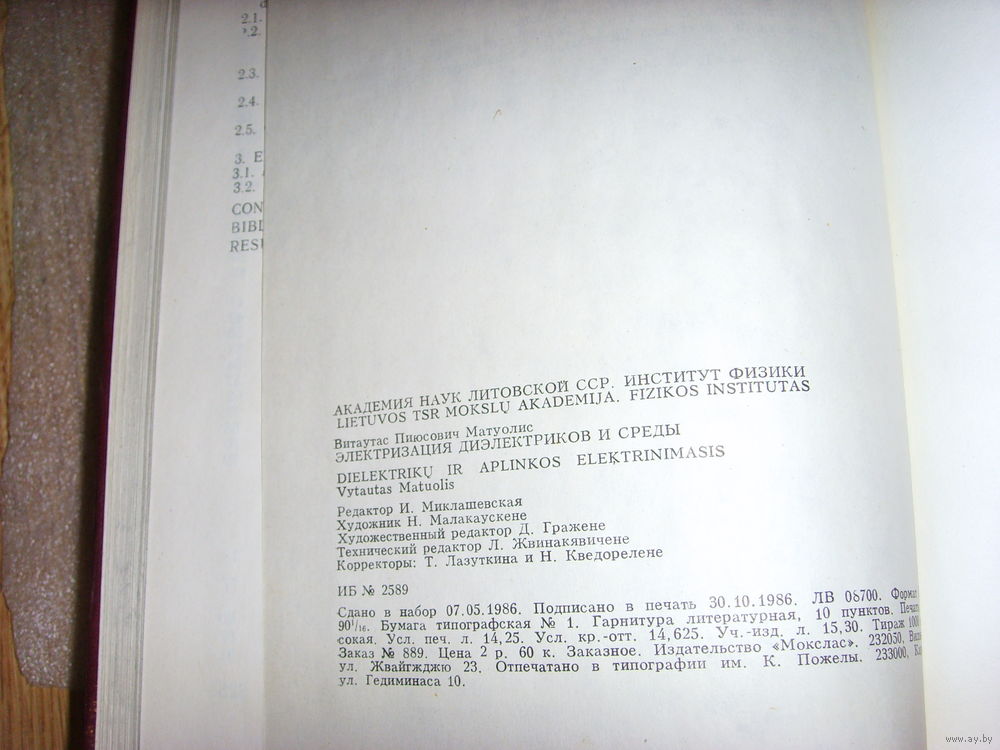 2.1.
2.
2.3.
2.4.
2.5.
3. E
3.1.
3.2.
CON
BIBL
RESU
АКАДЕМИЯ НАУК ЛИТОВСКОЙ ССР. ИНСТИТУТ ФИЗИКИ
LIETUVOS TSR MOKSLŲ AKADEMIJA. FIZIKOS INSTITUTAS
Витаутас Пиюсович Матуолис
ЭЛЕКТРИЗАЦИЯ ДИЭЛЕКТРИКОВ И СРЕДЫ
DIELEKTRIKŲ IR APLINKOS ELEKTRINIMASIS
Vytautas Matuolis
Редактор И. Миклашевская
Художник Н. Малакаускене
Художественный редактор Д. Гражене
Технический редактор Л. Жвинакявичене
Корректоры: Т. Лазуткина и Н. Кведорелене
ИБ № 2589
Сдано в набор 07.05.1986. Подписано в печать 30.10.1986. ЛВ 08700. Формат
90¹/₁₆. Бумага типографская № 1. Гарнитура литературная, 10 пунктов. Печат
сокая. Усл. печ. л. 14,25. Усл. кр.-отт. 14,625. Уч.-изд. л. 15,30. Тираж 1000
Заказ № 889. Цена 2 р. 60 к. Заказное. Издательство «Мокслас». 232050, Вил
ул. Жвайгжджю 23. Отпечатано в типографии им. К. Пожелы. 233000, Ка
ул. Гедиминаса 10.
www.ay.by